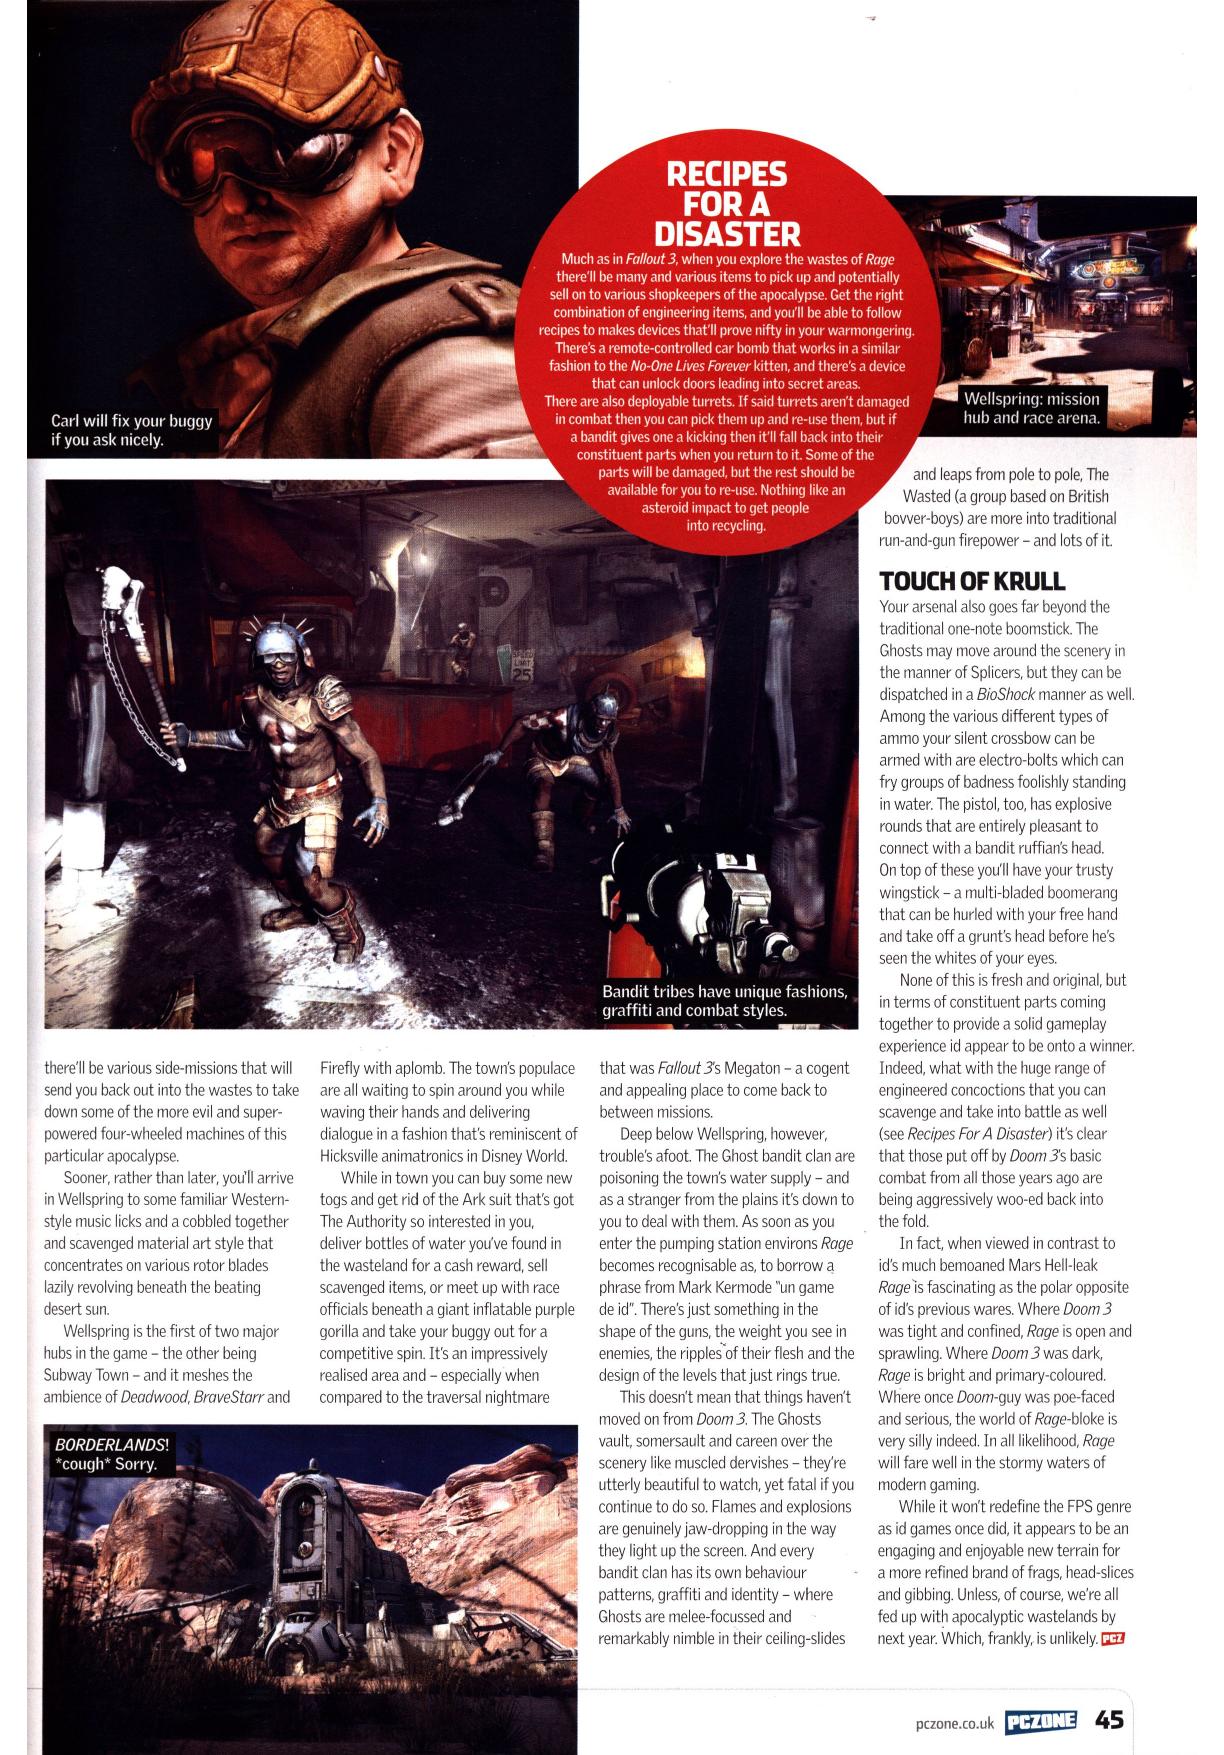 RECIPES
FOR A
DISASTER
Much as in Fallout 3, when you explore the wastes of Rage
there'll be many and various items to pick up and potentially
sell on to various shopkeepers of the apocalypse. Get the right
combination of engineering items, and you'll be able to follow
recipes to makes devices that'll prove nifty in your warmongering.
There's a remote-controlled car bomb that works in a similar
fashion to the No-One Lives Forever kitten, and there's a device
that can unlock doors leading into secret areas.
There are also deployable turrets. If said turrets aren't damaged
in combat then you can pick them up and re-use them, but if
a bandit gives one a kicking then it'll fall back into their
constituent parts when you return to it. Some of the
parts will be damaged, but the rest should be
available for you to re-use. Nothing like an
asteroid impact to get people
into recycling.
Carl will fix your buggy
if you ask nicely.
Wellspring: mission
hub and race arena.
SPEED
LIMIT
25
Bandit tribes have unique fashions,
graffiti and combat styles.
there'll be various side-missions that will
send you back out into the wastes to take
down some of the more evil and super-
powered four-wheeled machines of this
particular apocalypse.
Sooner, rather than later, you'll arrive
in Wellspring to some familiar Western-
style music licks and a cobbled together
and scavenged material art style that
concentrates on various rotor blades
lazily revolving beneath the beating
desert sun.
Wellspring is the first of two major
hubs in the game – the other being
Subway Town – and it meshes the
ambience of Deadwood, BraveStarr and
Firefly with aplomb. The town's populace
are all waiting to spin around you while
waving their hands and delivering
dialogue in a fashion that's reminiscent of
Hicksville animatronics in Disney World.
While in town you can buy some new
togs and get rid of the Ark suit that's got
The Authority so interested in you,
deliver bottles of water you've found in
the wasteland for a cash reward, sell
scavenged items, or meet up with race
officials beneath a giant inflatable purple
gorilla and take your buggy out for a
competitive spin. It's an impressively
realised area and – especially when
compared to the traversal nightmare
that was Fallout 3's Megaton – a cogent
and appealing place to come back to
between missions.
Deep below Wellspring, however,
trouble's afoot. The Ghost bandit clan are
poisoning the town's water supply – and
as a stranger from the plains it's down to
you to deal with them. As soon as you
enter the pumping station environs Rage
becomes recognisable as, to borrow a
phrase from Mark Kermode "un game
de id". There's just something in the
shape of the guns, the weight you see in
enemies, the ripples of their flesh and the
design of the levels that just rings true.
This doesn't mean that things haven't
moved on from Doom 3. The Ghosts
vault, somersault and careen over the
scenery like muscled dervishes – they're
utterly beautiful to watch, yet fatal if you
continue to do so. Flames and explosions
are genuinely jaw-dropping in the way
they light up the screen. And every
bandit clan has its own behaviour
patterns, graffiti and identity – where
Ghosts are melee-focussed and
remarkably nimble in their ceiling-slides
and leaps from pole to pole, The
Wasted (a group based on British
bovver-boys) are more into traditional
run-and-gun firepower – and lots of it.
TOUCH OF KRULL
Your arsenal also goes far beyond the
traditional one-note boomstick. The
Ghosts may move around the scenery in
the manner of Splicers, but they can be
dispatched in a BioShock manner as well.
Among the various different types of
ammo your silent crossbow can be
armed with are electro-bolts which can
fry groups of badness foolishly standing
in water. The pistol, too, has explosive
rounds that are entirely pleasant to
connect with a bandit ruffian's head.
On top of these you'll have your trusty
wingstick – a multi-bladed boomerang
that can be hurled with your free hand
and take off a grunt's head before he's
seen the whites of your eyes.
None of this is fresh and original, but
in terms of constituent parts coming
together to provide a solid gameplay
experience id appear to be onto a winner.
Indeed, what with the huge range of
engineered concoctions that you can
scavenge and take into battle as well
(see Recipes For A Disaster) it's clear
that those put off by Doom 3's basic
combat from all those years ago are
being aggressively woo-ed back into
the fold.
In fact, when viewed in contrast to
id's much bemoaned Mars Hell-leak
Rage is fascinating as the polar opposite
of id's previous wares. Where Doom 3
was tight and confined, Rage is open and
sprawling. Where Doom 3 was dark,
Rage is bright and primary-coloured.
Where once Doom-guy was poe-faced
and serious, the world of Rage-bloke is
very silly indeed. In all likelihood, Rage
will fare well in the stormy waters of
modern gaming.
While it won't redefine the FPS genre
as id games once did, it appears to be an
engaging and enjoyable new terrain for
a more refined brand of frags, head-slices
and gibbing. Unless, of course, we're all
fed up with apocalyptic wastelands by
next year. Which, frankly, is unlikely. PCZ
BORDERLANDS!
*cough* Sorry.
pczone.co.uk PCZONE 45